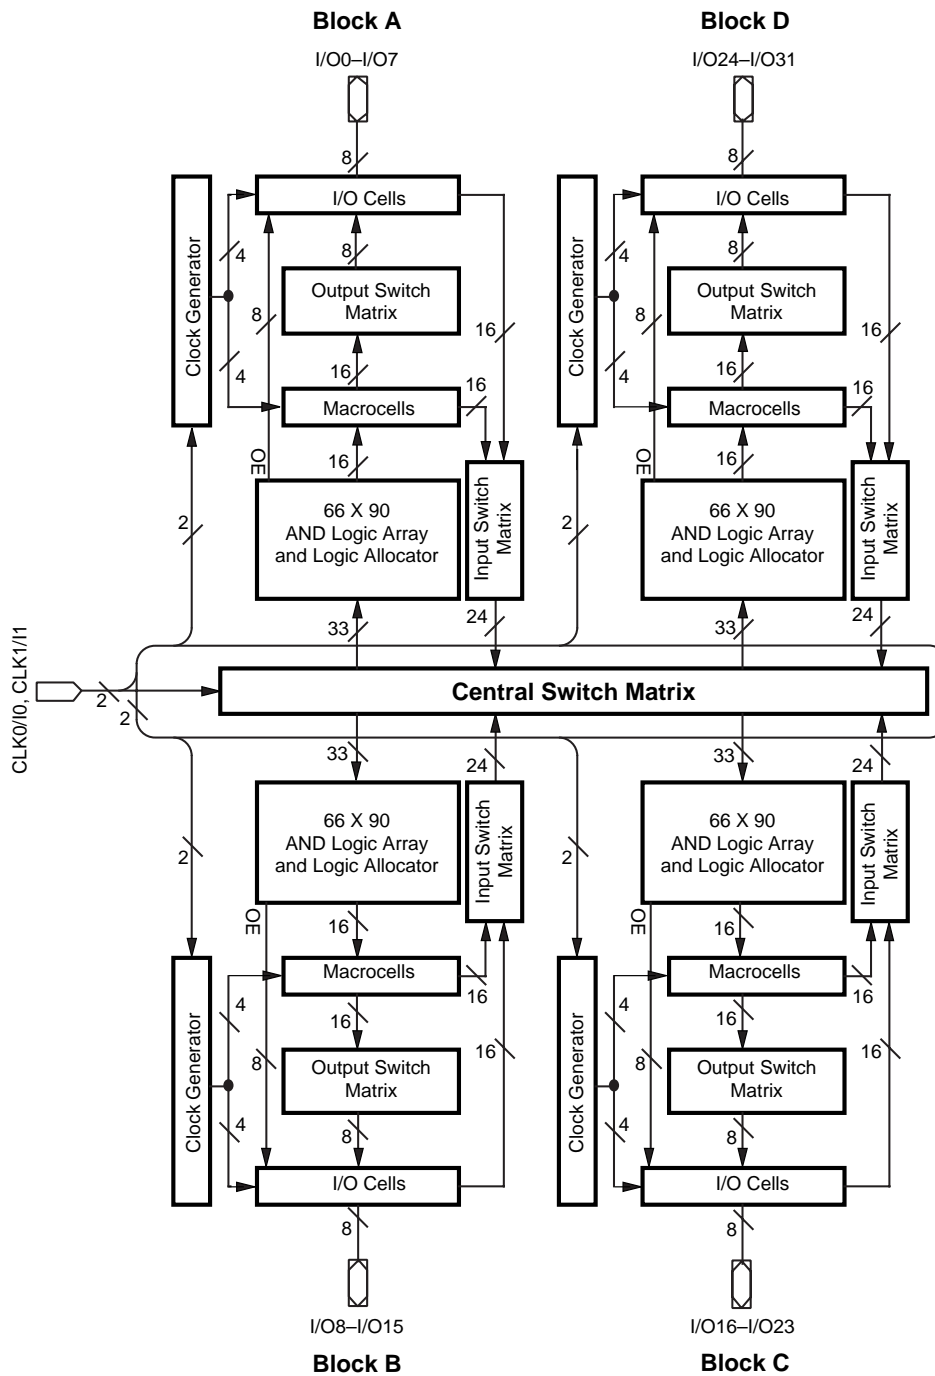 Block A
Block D
I/O0–I/O7
I/O24–I/O31
8
8
I/O Cells
I/O Cells
Clock Generator
Clock Generator
4
8
4
8
Output Switch
Matrix
Output Switch
Matrix
8
16
8
16
4
16
16
4
16
16
Macrocells
Macrocells
OE
16
OE
16
66 X 90
AND Logic Array
and Logic Allocator
66 X 90
AND Logic Array
and Logic Allocator
Input Switch
Matrix
Input Switch
Matrix
2
2
33
24
33
24
CLK0/I0, CLK1/I1
2
2
Central Switch Matrix
33
24
33
24
66 X 90
AND Logic Array
and Logic Allocator
66 X 90
AND Logic Array
and Logic Allocator
Input Switch
Matrix
Input Switch
Matrix
2
2
OE
16
OE
16
Macrocells
Macrocells
16
16
Clock Generator
Clock Generator
4
16
4
16
8
16
8
16
Output Switch
Matrix
Output Switch
Matrix
4
8
4
8
I/O Cells
I/O Cells
8
8
I/O8–I/O15
I/O16–I/O23
Block B
Block C